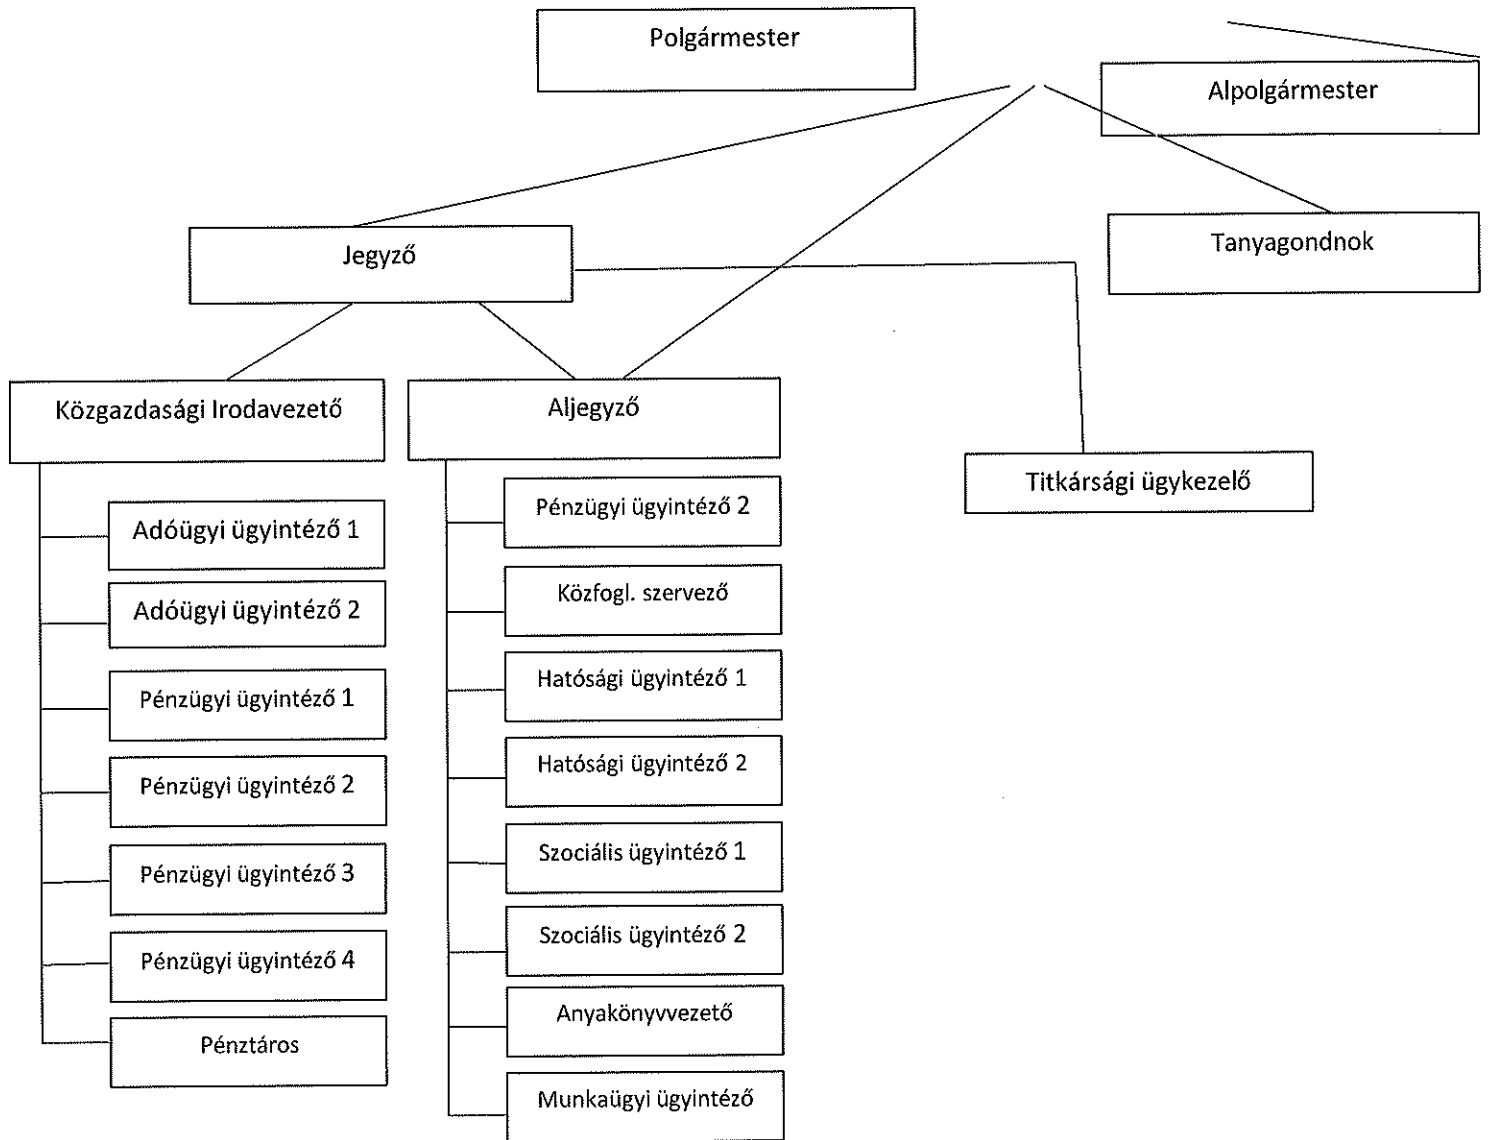 Polgármester
Alpolgármester
Jegyző
Tanyagondnok
Közgazdasági Irodavezető
Aljegyző
Titkársági ügykezelő
Adóügyi ügyintéző 1
Adóügyi ügyintéző 2
Pénzügyi ügyintéző 1
Pénzügyi ügyintéző 2
Pénzügyi ügyintéző 3
Pénzügyi ügyintéző 4
Pénztáros
Pénzügyi ügyintéző 2
Közfogl. szervező
Hatósági ügyintéző 1
Hatósági ügyintéző 2
Szociális ügyintéző 1
Szociális ügyintéző 2
Anyakönyvvezető
Munkaügyi ügyintéző